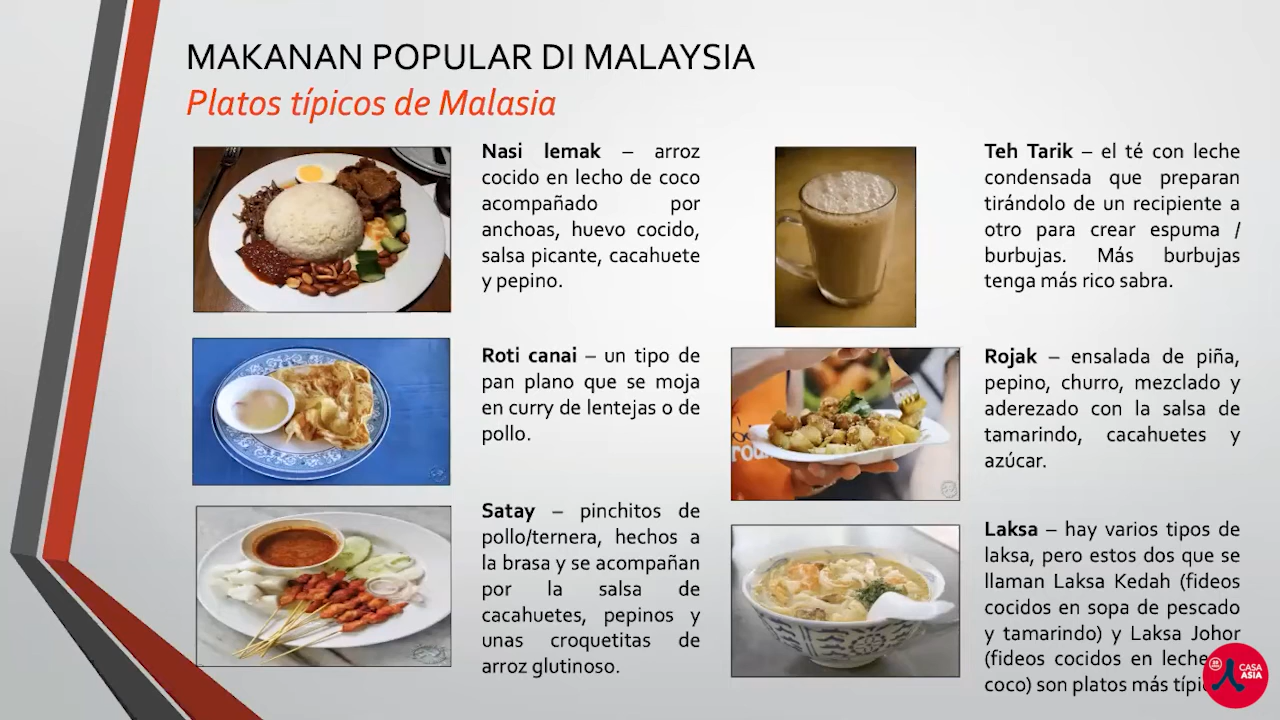 MAKANAN POPULAR DI MALAYSIA
Platos típicos de Malasia
Nasi lemak – arroz
cocido en lecho de coco
acompañado por
anchoas, huevo cocido,
salsa picante, cacahuete
y pepino.
Roti canai – un tipo de
pan plano que se moja
en curry de lentejas o de
pollo.
Satay – pinchitos de
pollo/ternera, hechos a
la brasa y se acompañan
por la salsa de
cacahuetes, pepinos y
unas croquetitas de
arroz glutinoso.
Teh Tarik – el té con leche
condensada que preparan
tirándolo de un recipiente a
otro para crear espuma /
burbujas. Más burbujas
tenga más rico sabra.
Rojak – ensalada de piña,
pepino, churro, mezclado y
aderezado con la salsa de
tamarindo, cacahuetes y
azúcar.
Laksa – hay varios tipos de
laksa, pero estos dos que se
llaman Laksa Kedah (fideos
cocidos en sopa de pescado
y tamarindo) y Laksa Johor
(fideos cocidos en leche
coco) son platos más
CASA
ASIA